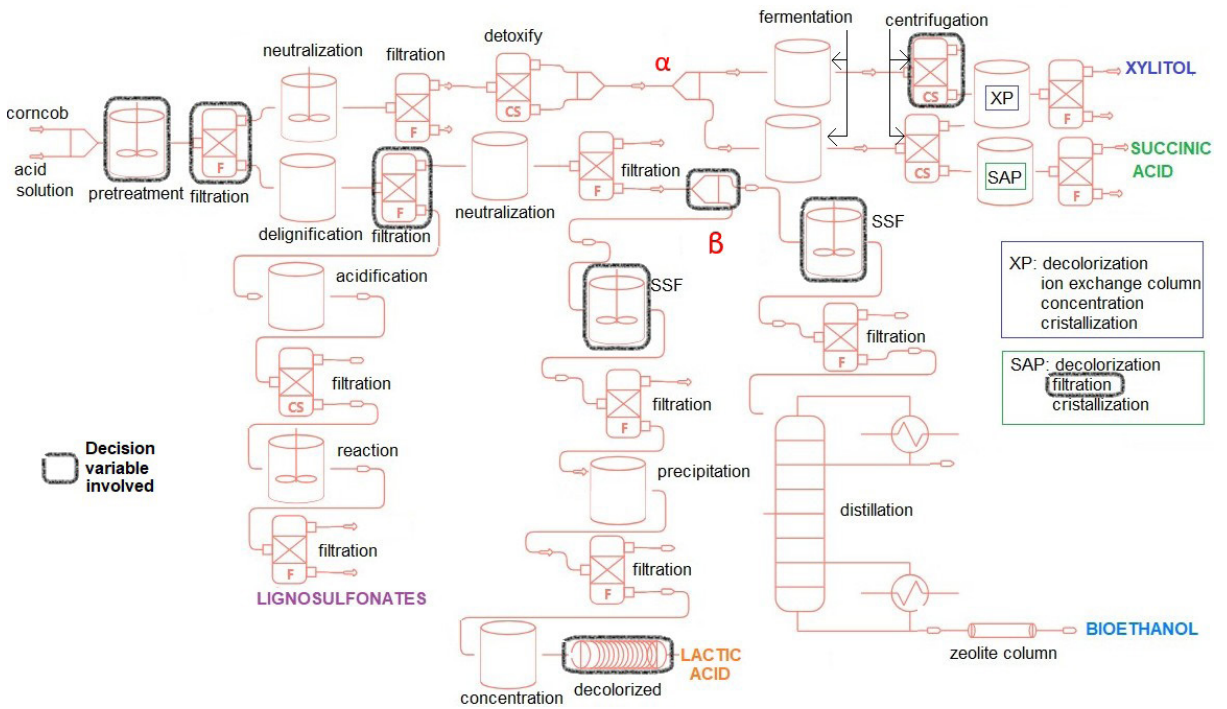 fermentation
centrifugation
detoxify
filtration
neutralization
α
XYLITOL
CS
XP
F
corncob
F
CS
acid
solution
pretreatment
F
filtration
delignification
F
filtration
neutralization
F
filtration
CS
SAP
F
SUCCINIC
ACID
β
SSF
acidification
SSF
XP: decolorization
ion exchange column
concentration
cristallization
filtration
F
SAP: decolorization
filtration
cristallization
filtration
CS
filtration
F
Decision
variable
involved
reaction
precipitation
distillation
filtration
F
filtration
F
LIGNOSULFONATES
BIOETHANOL
zeolite column
LACTIC
ACID
concentration
decolorized